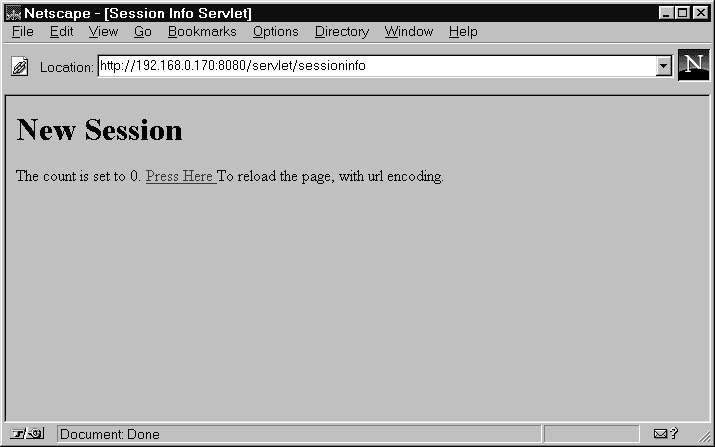 Netscape - [Session Info Servlet]
File Edit View Go Bookmarks Options Directory Window Help
Location: http://192.168.0.170:8080/servlet/sessioninfo
N
New Session
The count is set to 0. Press Here To reload the page, with url encoding.
Document: Done
?